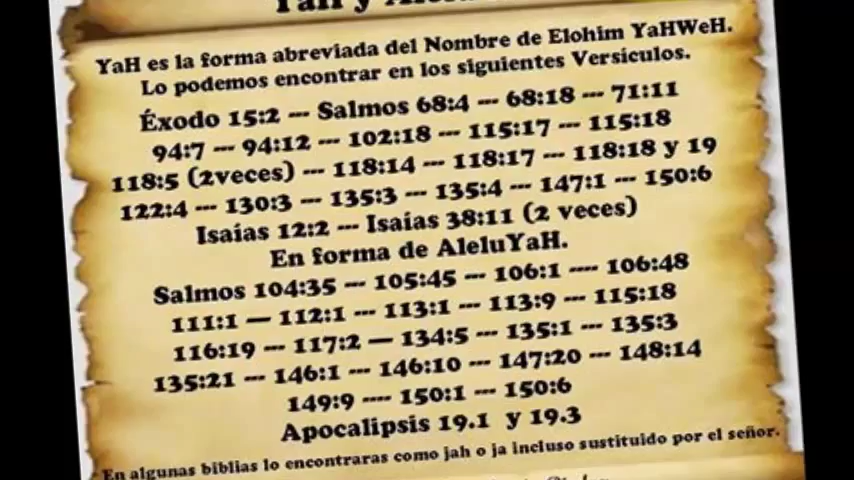 YaH y
YaH es la forma abreviada del Nombre de Elohim YaHWeH.
Lo podemos encontrar en los siguientes Versículos.
Éxodo 15:2 --- Salmos 68:4 --- 68:18 --- 71:11
94:7 --- 94:12 --- 102:18 --- 115:17 --- 115:18
118:5 (2veces) --- 118:14 --- 118:17 --- 118:18 y 19
122:4 --- 130:3 --- 135:3 --- 135:4 --- 147:1 --- 150:6
Isaías 12:2 --- Isaías 38:11 (2 veces)
En forma de AleluYaH.
Salmos 104:35 --- 105:45 --- 106:1 ---- 106:48
111:1 — 112:1 --- 113:1 --- 113:9 --- 115:18
116:19 --- 117:2 — 134:5 --- 135:1 --- 135:3
135:21 --- 146:1 --- 146:10 --- 147:20 --- 148:14
149:9 ---- 150:1 --- 150:6
Apocalipsis 19.1 y 19.3
En algunas biblias lo encontraras como jah o ja incluso sustituido por el señor.